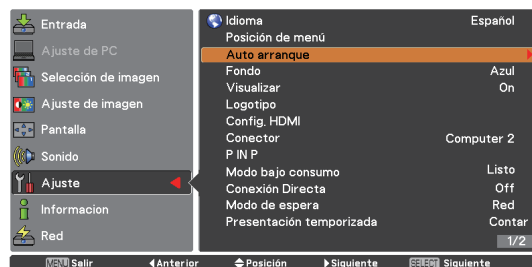 Entrada
Ajuste de PC
Selección de imagen
Ajuste de imagen
Pantalla
Sonido
Ajuste
Informacion
Red
Idioma Español
Posición de menú
Auto arranque
Fondo Azul
Visualizar On
Logotipo
Config. HDMI
Conector Computer 2
P IN P
Modo bajo consumo Listo
Conexión Directa Off
Modo de espera Red
Presentación temporizada Contar
1/2
MENU Salir Anterior Posición Siguiente SELECT Siguiente